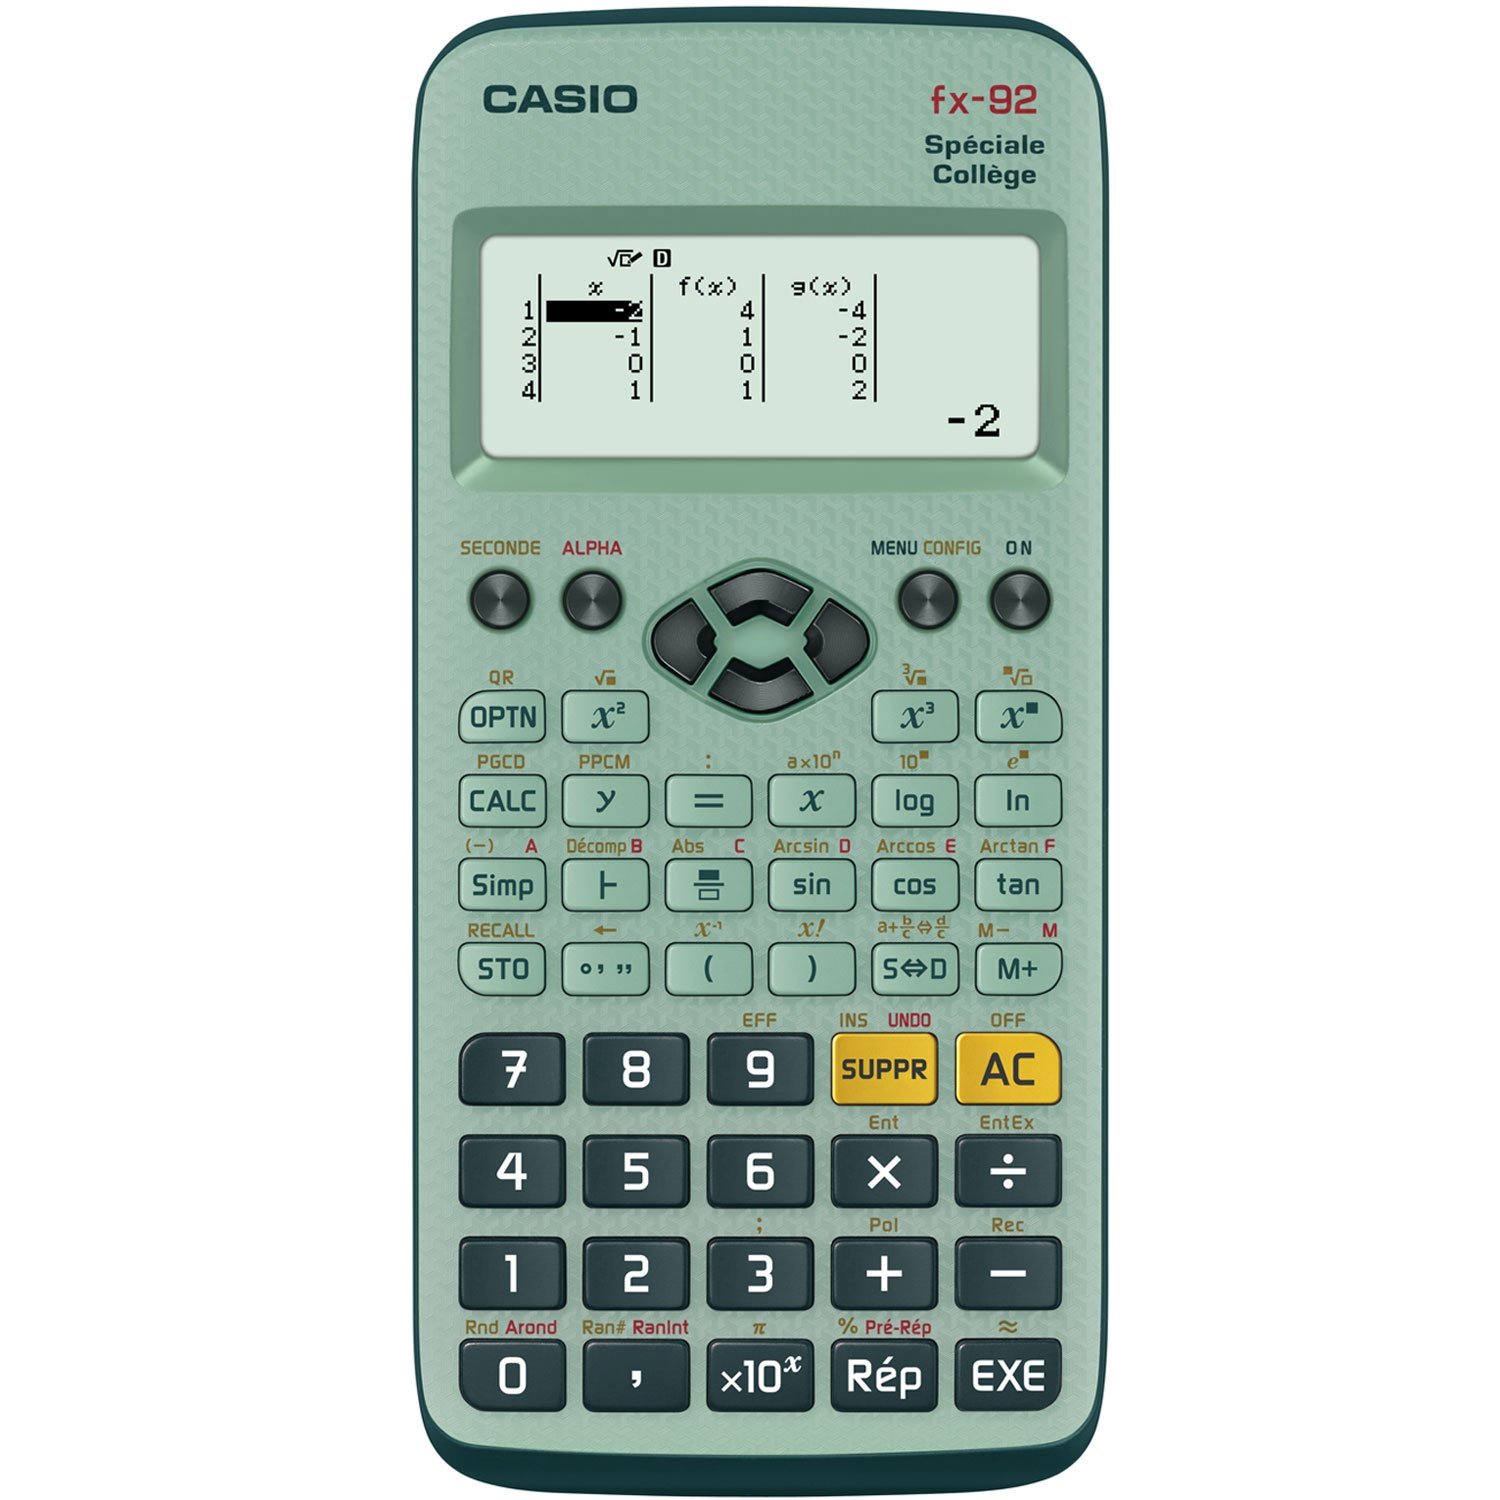 CASIO fx-92
Spéciale
Collège
√□ D
x f(x) g(x)
1 -2 4 -4
2 -1 1 -2
3 0 0 0
4 1 1 2
-2
SECONDE ALPHA MENU CONFIG ON
QR √■ ³√■ ■√□
OPTN x² x³ x■
PGCD PPCM : a×10ⁿ 10■ e■
CALC y = x log ln
(−) A Décomp B Abs C Arcsin D Arccos E Arctan F
Simp ⊢ ■/□ sin cos tan
RECALL ← x⁻¹ x! a+b/c⇔d/c M− M
STO °’ ” ( ) S⇔D M+
EFF INS UNDO OFF
7 8 9 SUPPR AC
Ent EntEx
4 5 6 × ÷
; Pol Rec
1 2 3 + −
Rnd Arond Ran# RanInt π % Pré-Rép ≈
0 , ×10ˣ Rép EXE